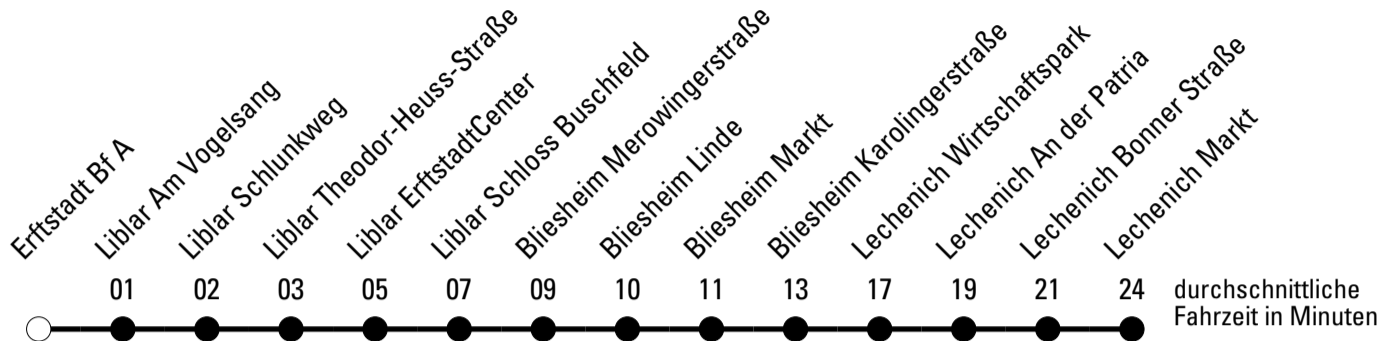 Erftstadt Bf A
Liblar Am Vogelsang
Liblar Schlunkweg
Liblar Theodor-Heuss-Straße
Liblar ErftstadtCenter
Liblar Schloss Buschfeld
Bliesheim Merowingerstraße
Bliesheim Linde
Bliesheim Markt
Bliesheim Karolingerstraße
Lechenich Wirtschaftspark
Lechenich An der Patria
Lechenich Bonner Straße
Lechenich Markt
01 02 03 05 07 09 10 11 13 17 19 21 24
durchschnittliche
Fahrzeit in Minuten